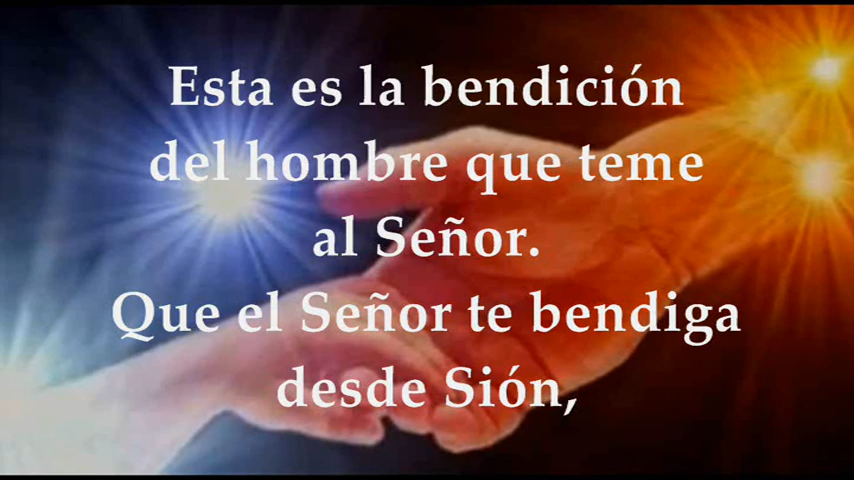 Esta es la bendición
del hombre que teme
al Señor.
Que el Señor te bendiga
desde Sión,